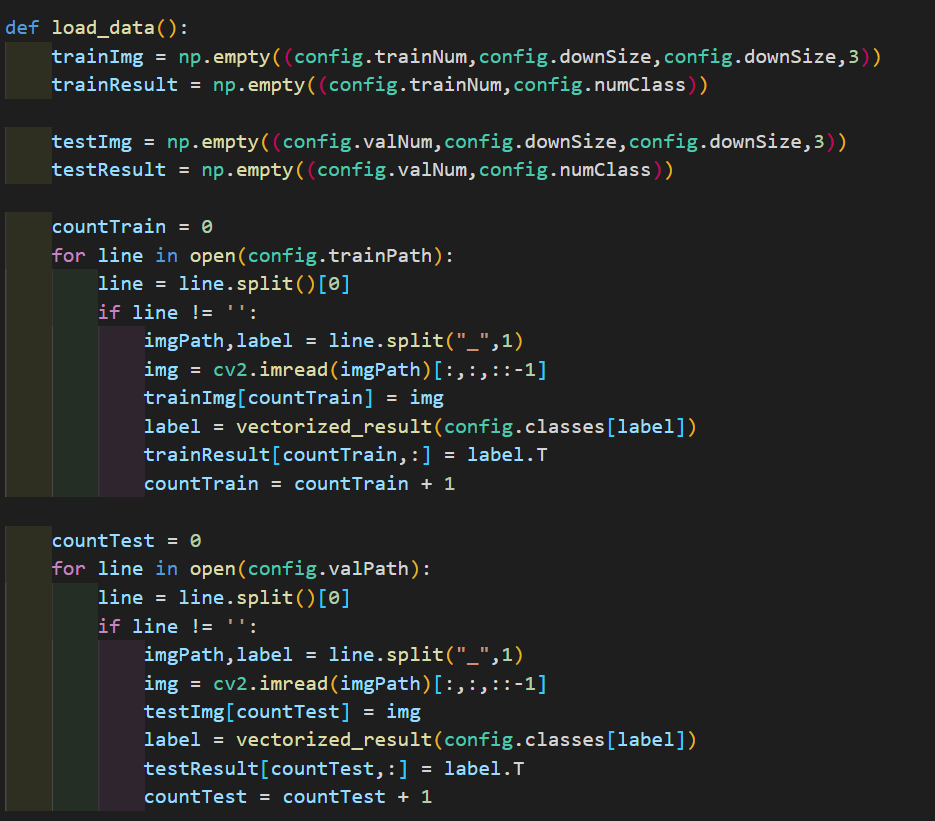 def load_data():
    trainImg = np.empty((config.trainNum,config.downSize,config.downSize,3))
    trainResult = np.empty((config.trainNum,config.numClass))

    testImg = np.empty((config.valNum,config.downSize,config.downSize,3))
    testResult = np.empty((config.valNum,config.numClass))

    countTrain = 0
    for line in open(config.trainPath):
        line = line.split()[0]
        if line != '':
            imgPath,label = line.split("_",1)
            img = cv2.imread(imgPath)[:,:,::-1]
            trainImg[countTrain] = img
            label = vectorized_result(config.classes[label])
            trainResult[countTrain,:] = label.T
            countTrain = countTrain + 1

    countTest = 0
    for line in open(config.valPath):
        line = line.split()[0]
        if line != '':
            imgPath,label = line.split("_",1)
            img = cv2.imread(imgPath)[:,:,::-1]
            testImg[countTest] = img
            label = vectorized_result(config.classes[label])
            testResult[countTest,:] = label.T
            countTest = countTest + 1